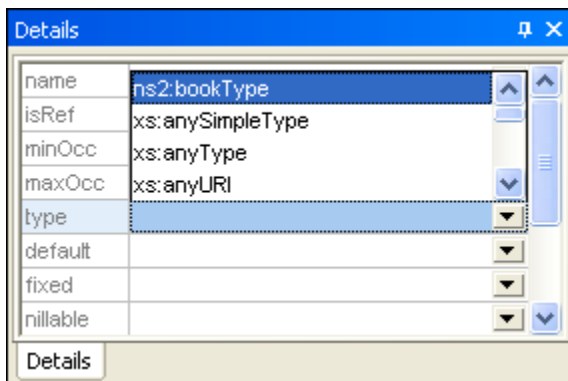 Details
name
ns2:bookType
isRef
xs:anySimpleType
minOcc
xs:anyType
maxOcc
xs:anyURI
type
default
fixed
nillable
Details